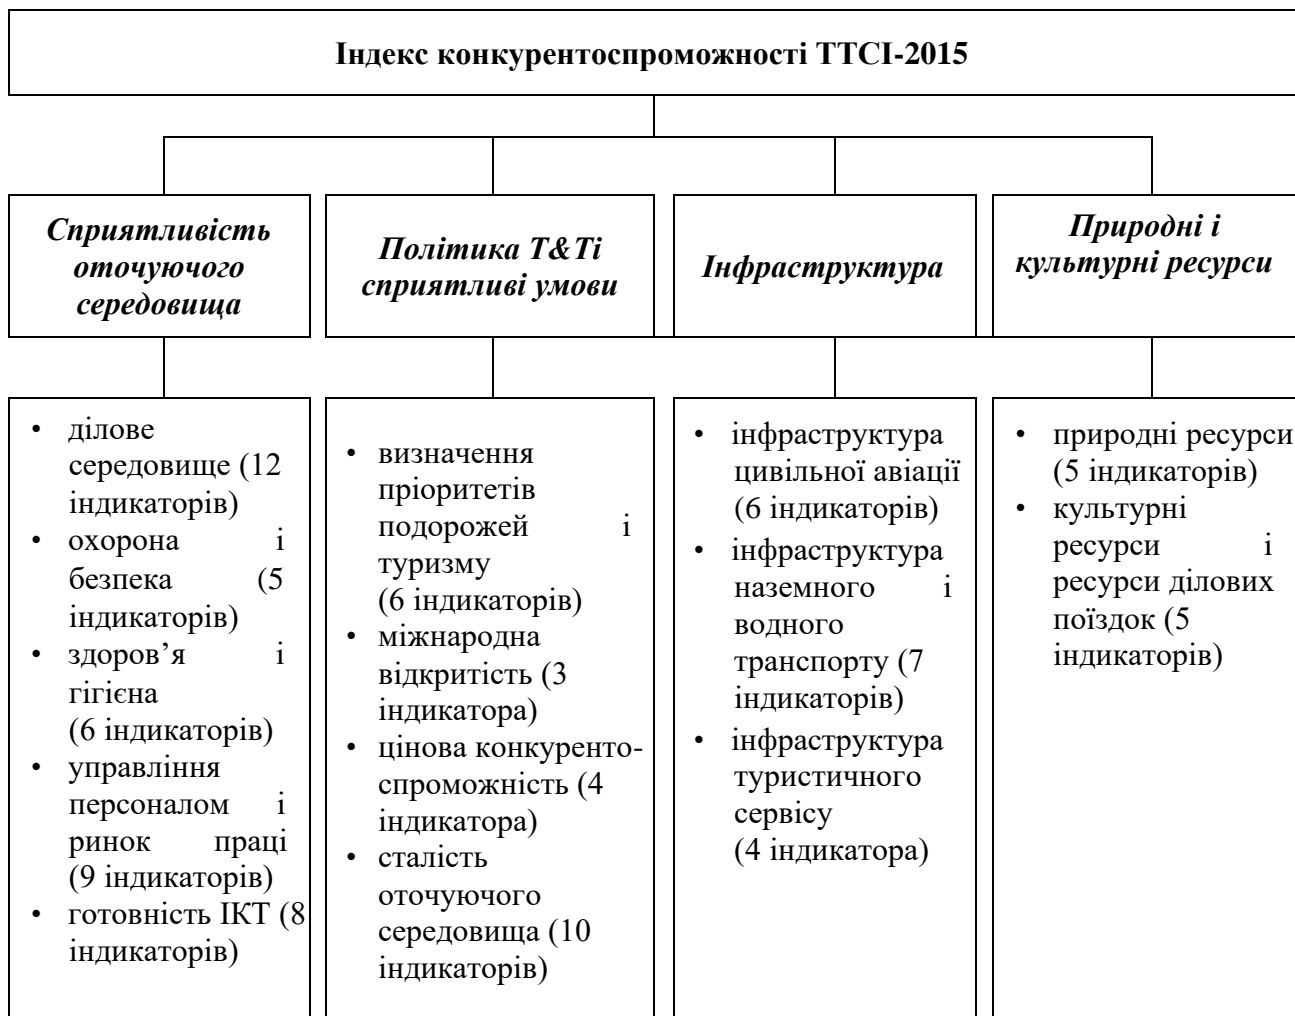 Індекс конкурентоспроможності ТТСІ-2015
Сприятливість
оточуючого
середовища
Політика Т&Ті
сприятливі умови
Інфраструктура
Природні і
культурні ресурси
• ділове
середовище (12
індикаторів)
• охорона і
безпека (5
індикаторів)
• здоров’я і
гігієна
(6 індикаторів)
• управління
персоналом і
ринок праці
(9 індикаторів)
• готовність ІКТ (8
індикаторів)
• визначення
пріоритетів
подорожей і
туризму
(6 індикаторів)
• міжнародна
відкритість (3
індикатора)
• цінова конкуренто-
спроможність (4
індикатора)
• сталість
оточуючого
середовища (10
індикаторів)
• інфраструктура
цивільної авіації
(6 індикаторів)
• інфраструктура
наземного і
водного
транспорту (7
індикаторів)
• інфраструктура
туристичного
сервісу
(4 індикатора)
• природні ресурси
(5 індикаторів)
• культурні
ресурси і
ресурси ділових
поїздок (5
індикаторів)